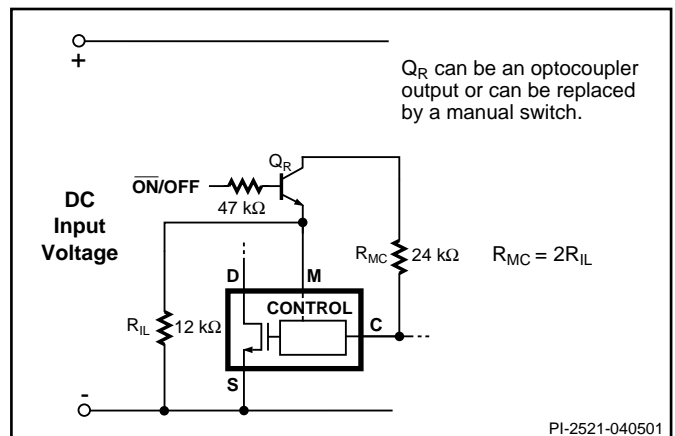 +
Q_R can be an optocoupler
output or can be replaced
by a manual switch.
Q_R
ON/OFF
47 kΩ
DC
Input
Voltage
R_MC 24 kΩ
R_MC = 2R_IL
D
M
CONTROL
C
R_IL 12 kΩ
S
-
PI-2521-040501